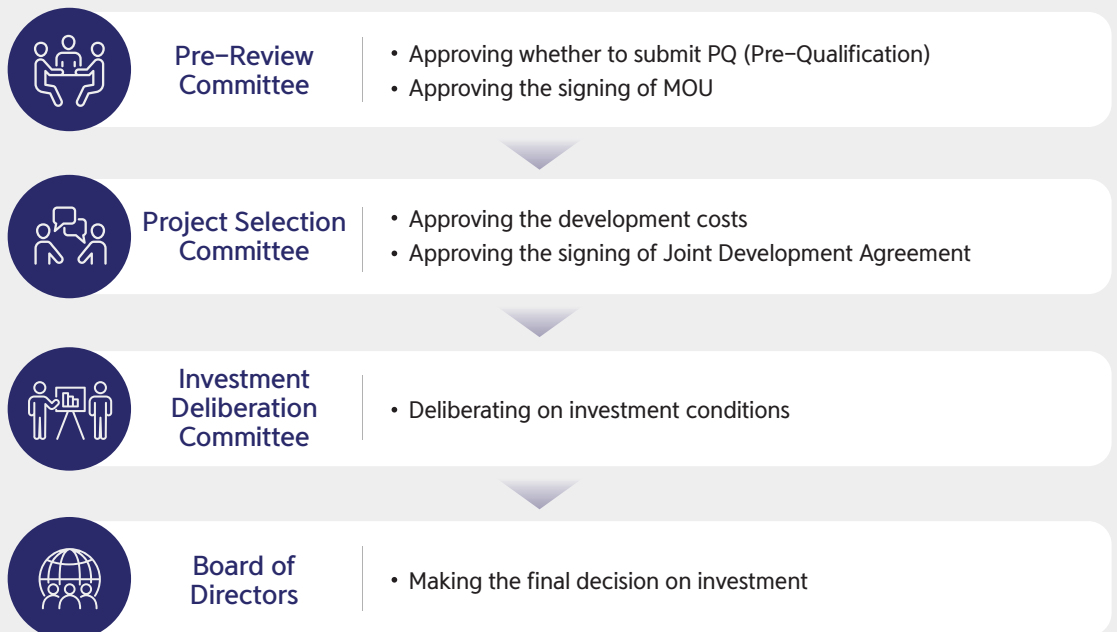 Pre-Review
Committee
• Approving whether to submit PQ (Pre-Qualification)
• Approving the signing of MOU
Project Selection
Committee
• Approving the development costs
• Approving the signing of Joint Development Agreement
Investment
Deliberation
Committee
• Deliberating on investment conditions
Board of
Directors
• Making the final decision on investment